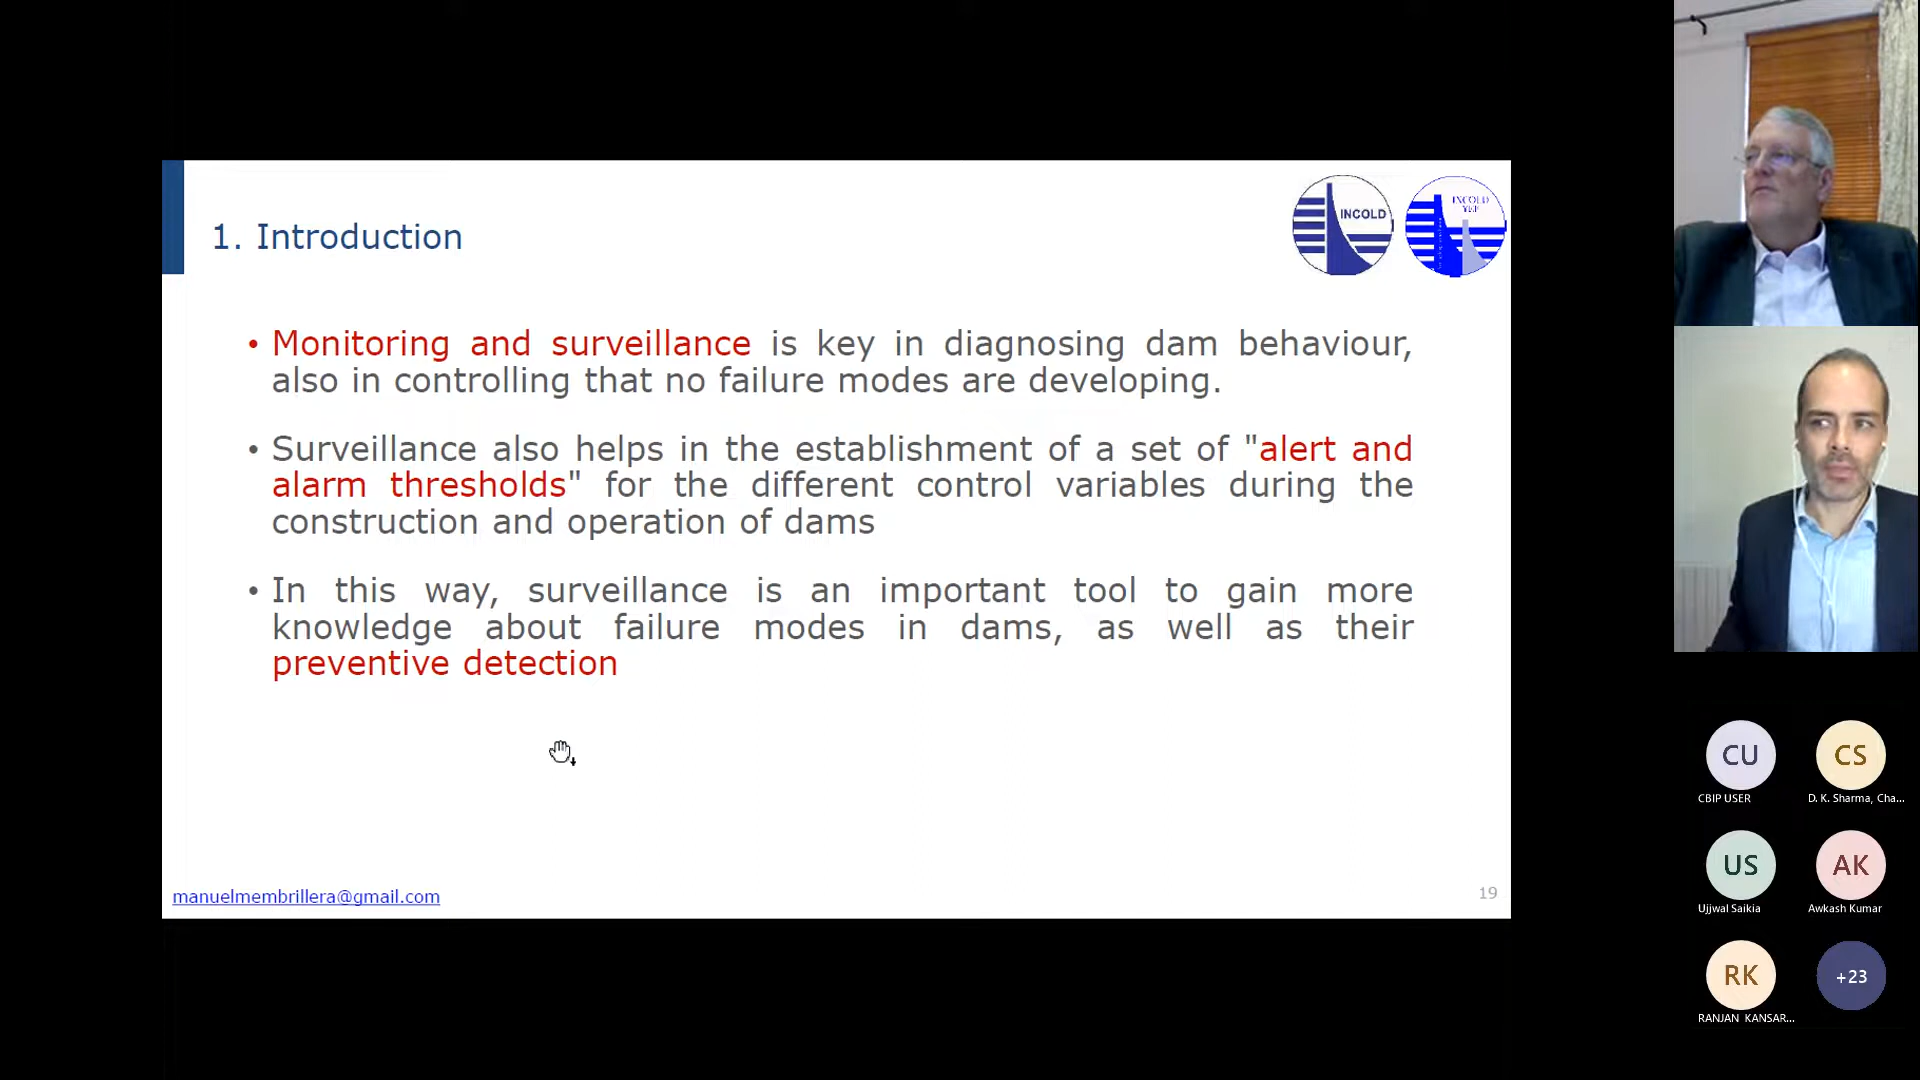 1. Introduction
INCOLD
INCOLD
YEP
• Monitoring and surveillance is key in diagnosing dam behaviour,
also in controlling that no failure modes are developing.
• Surveillance also helps in the establishment of a set of "alert and
alarm thresholds" for the different control variables during the
construction and operation of dams
• In this way, surveillance is an important tool to gain more
knowledge about failure modes in dams, as well as their
preventive detection
manuelmembrillera@gmail.com
19
CU
CS
CBIP USER
D. K. Sharma, Cha...
US
AK
Ujjwal Saikia
Awkash Kumar
RK
+23
RANJAN KANSAR...